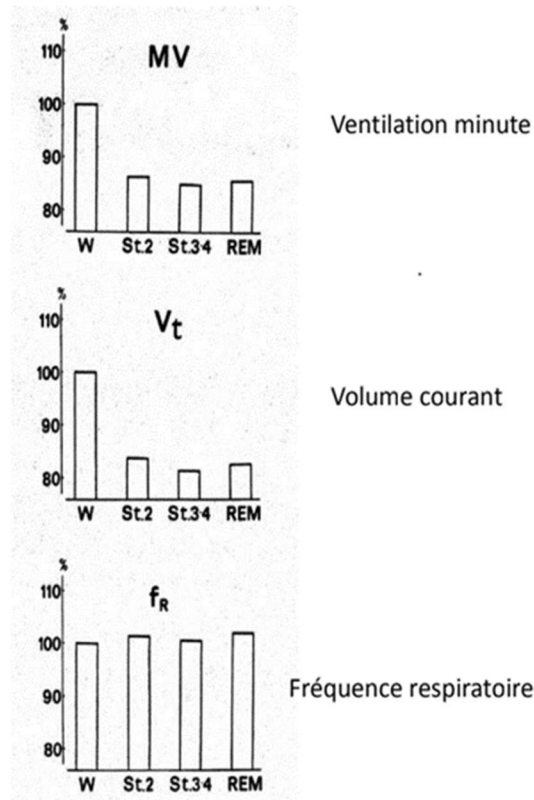 %
MV
110
100
90
80
W St.2 St.3·4 REM
Ventilation minute
%
Vt
110
100
90
80
W St.2 St.3·4 REM
Volume courant
%
fR
110
100
90
80
W St.2 St.3·4 REM
Fréquence respiratoire